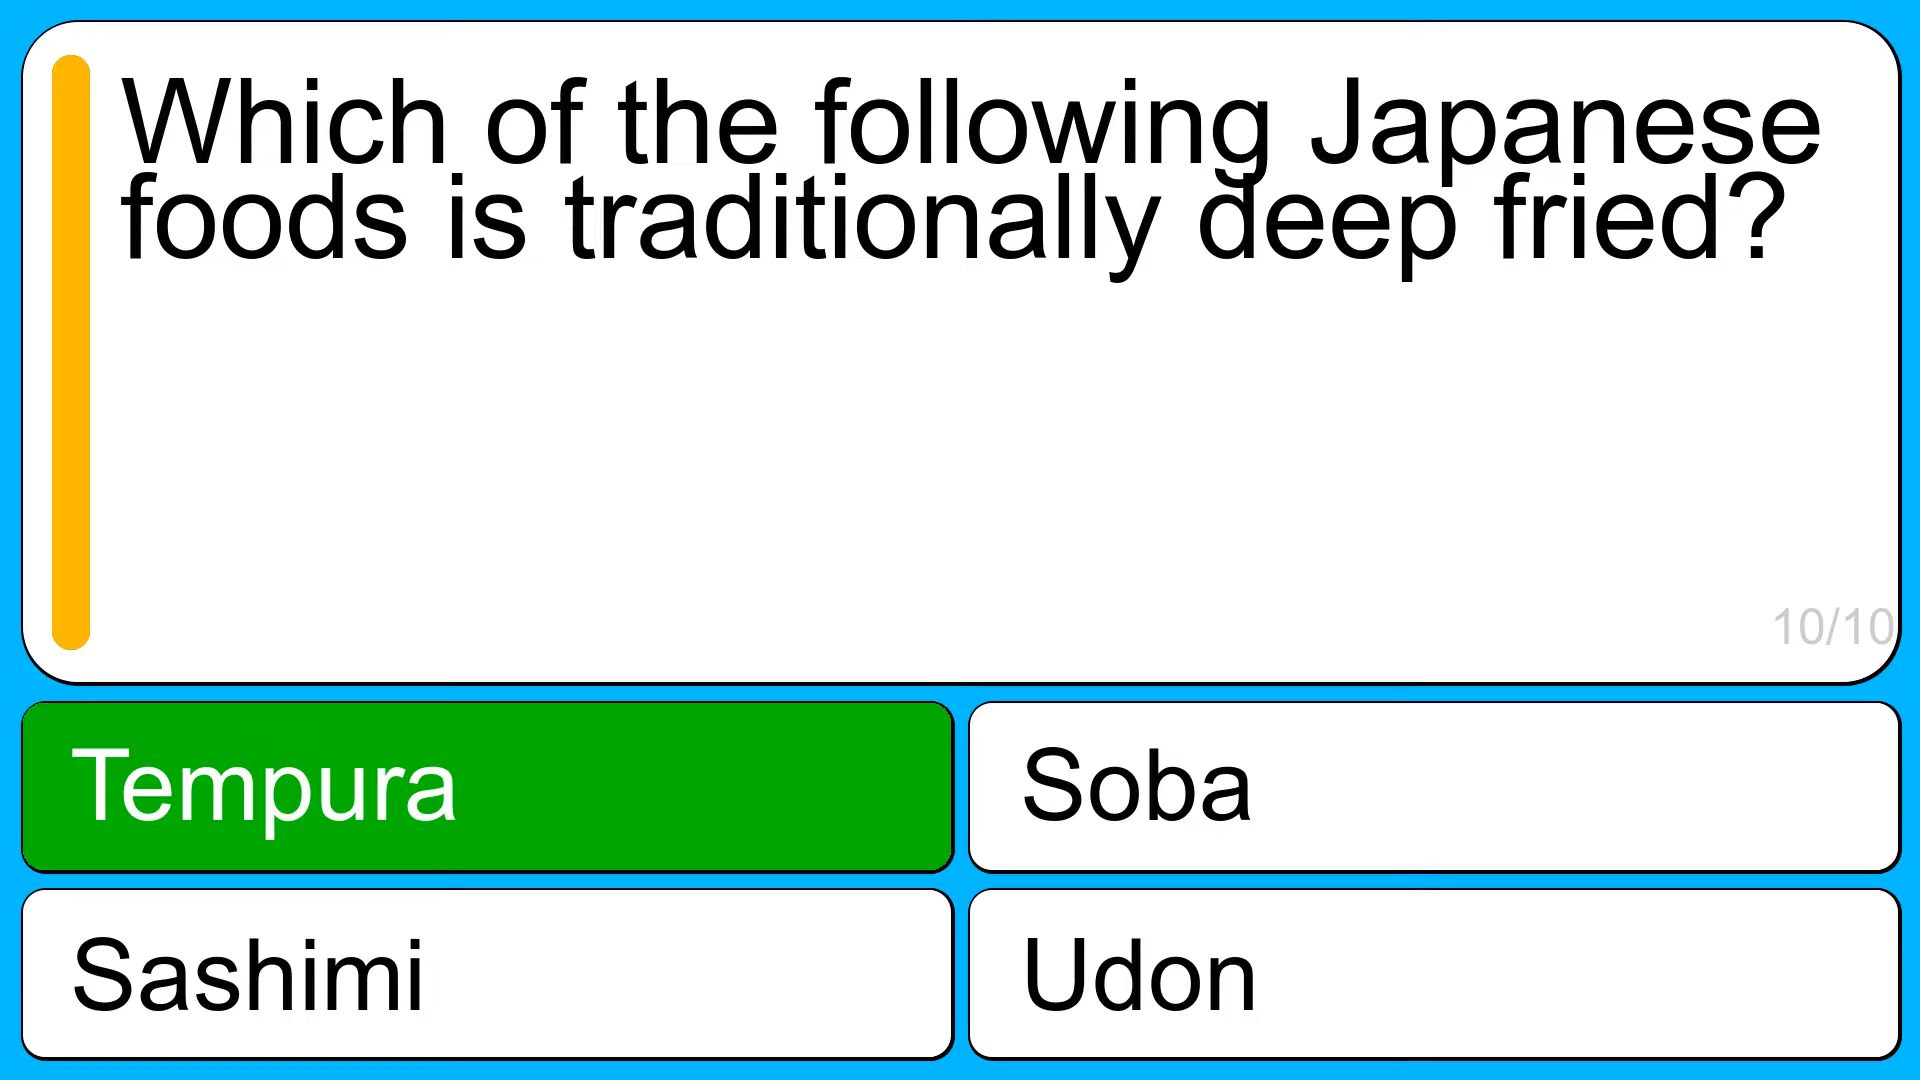 Which of the following Japanese
foods is traditionally deep fried?
10/10
Tempura
Soba
Sashimi
Udon